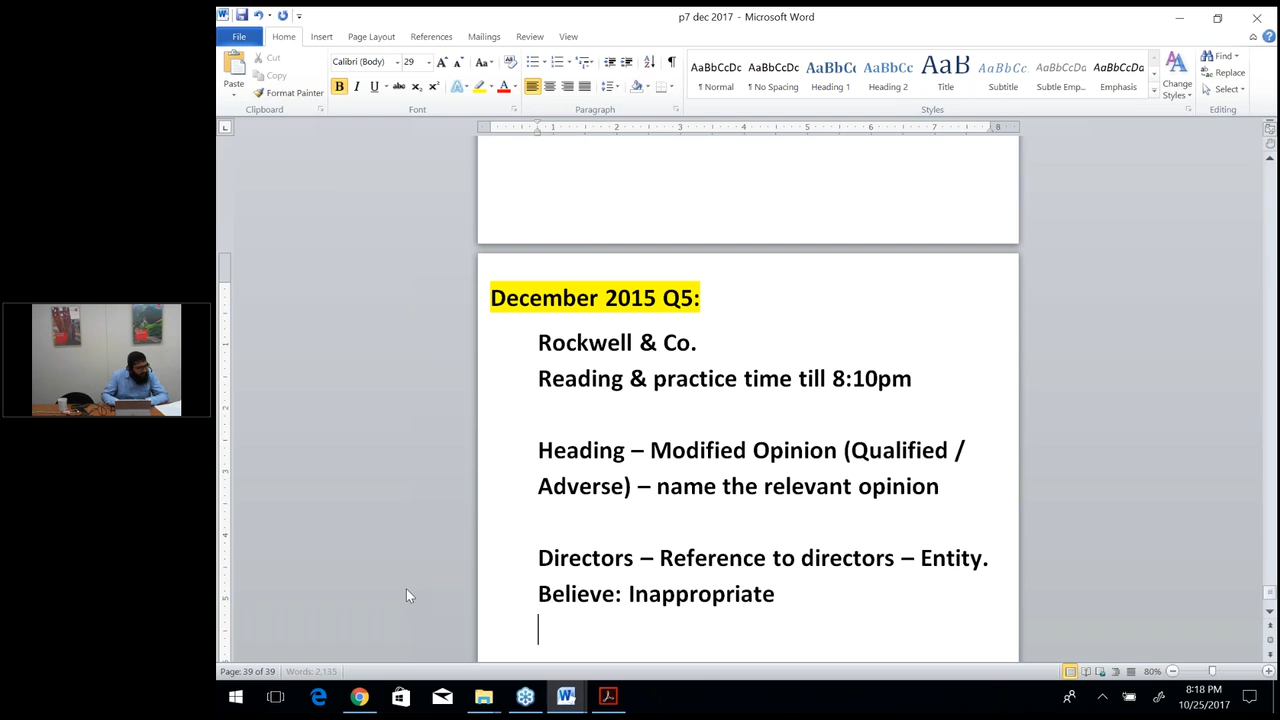 p7 dec 2017 - Microsoft Word
File Home Insert Page Layout References Mailings Review View
Cut
Copy
Format Painter
Paste
Clipboard
Calibri (Body) 29
Font
Paragraph
AaBbCcDc AaBbCcDc AaBbCc AaBbCc AaB AaBbCc. AaBbCcDc AaBbCcDc
¶ Normal ¶ No Spacing Heading 1 Heading 2 Title Subtitle Subtle Emp... Emphasis
Styles
Change Styles
Find
Replace
Select
Editing
December 2015 Q5:
Rockwell & Co.
Reading & practice time till 8:10pm
Heading – Modified Opinion (Qualified /
Adverse) – name the relevant opinion
Directors – Reference to directors – Entity.
Believe: Inappropriate
Page: 39 of 39 Words: 2,135 80%
8:18 PM
10/25/2017